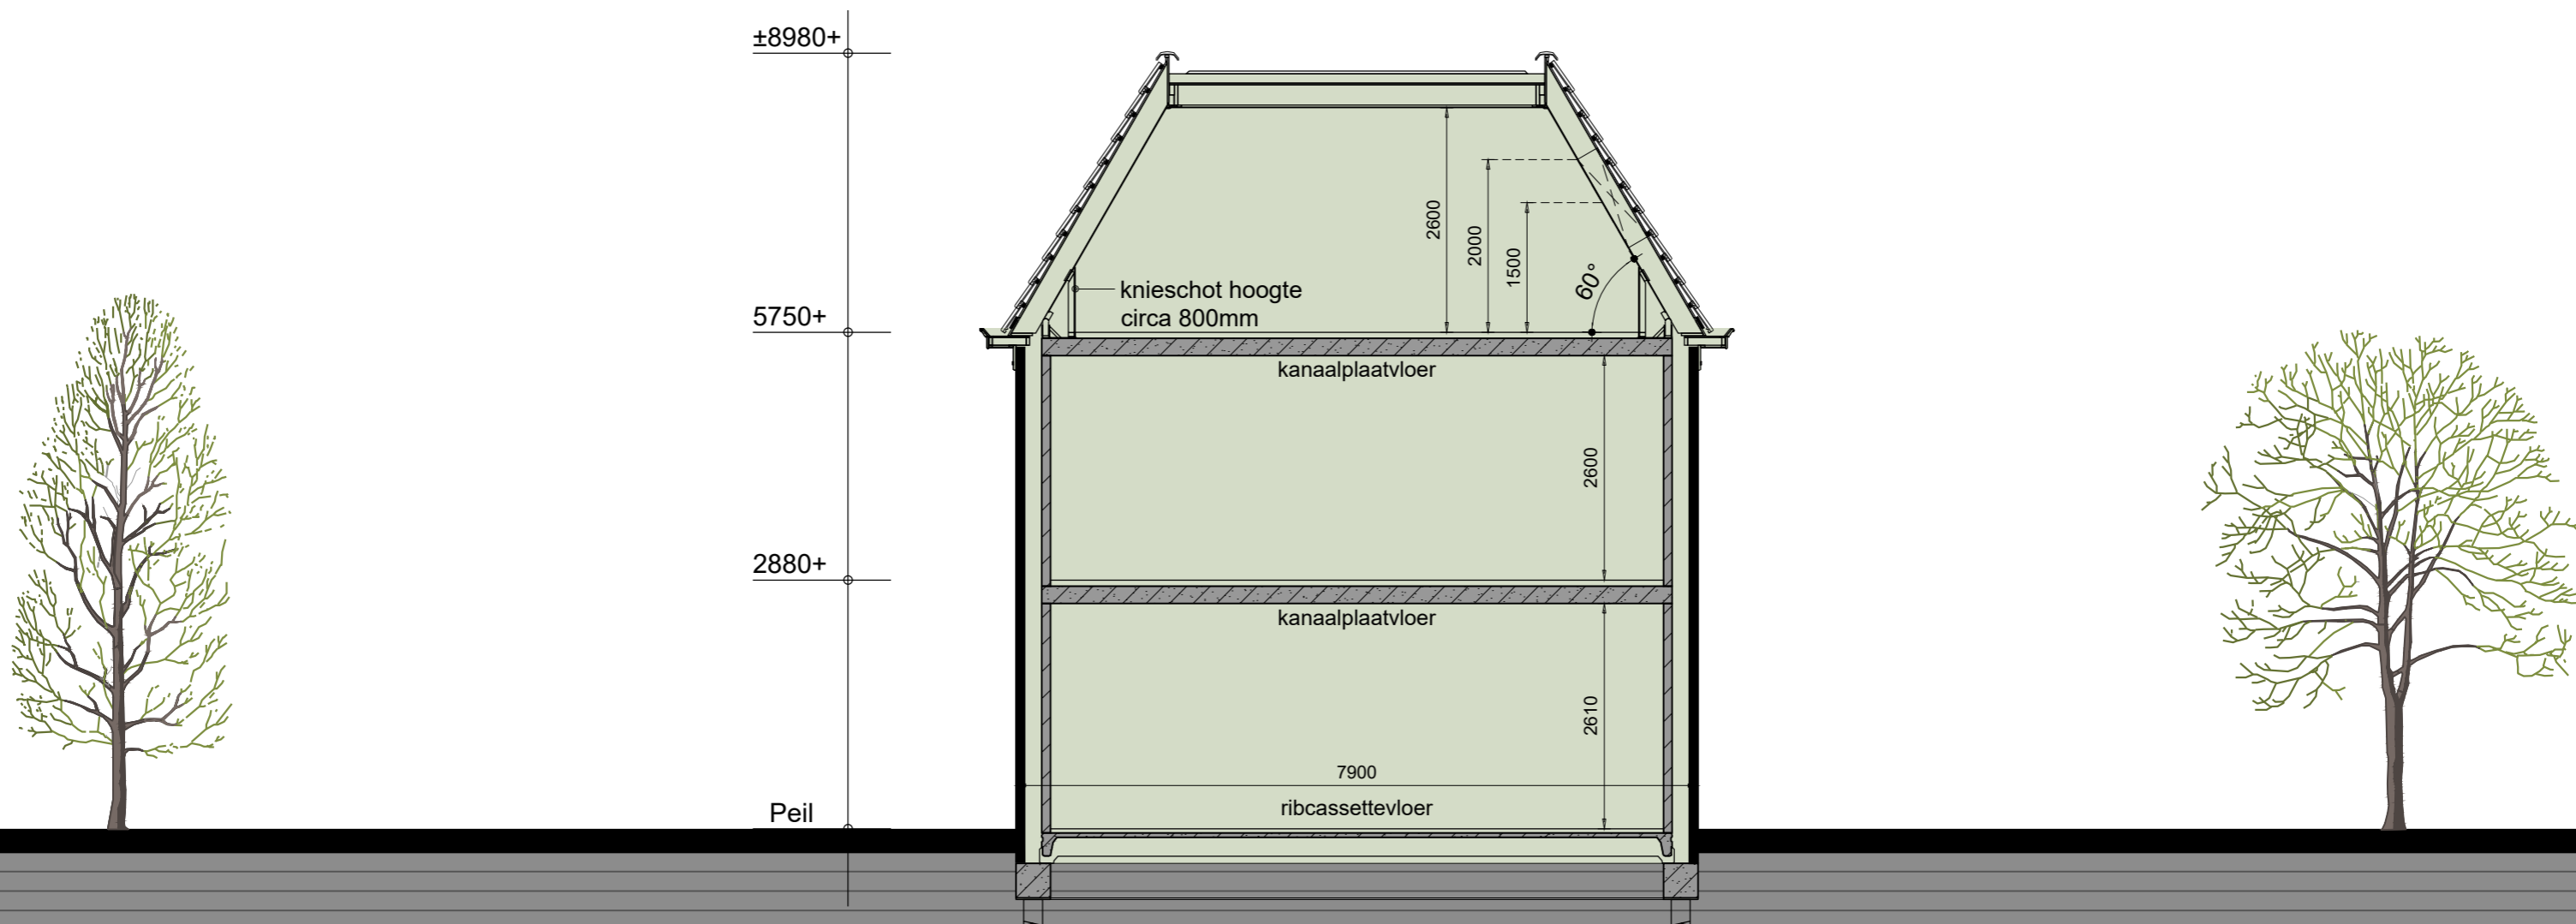 ±8980+
2600
2000
1500
60°
knieschot hoogte
circa 800mm
5750+
kanaalplaatvloer
2600
2880+
kanaalplaatvloer
2610
7900
ribcassettevloer
Peil